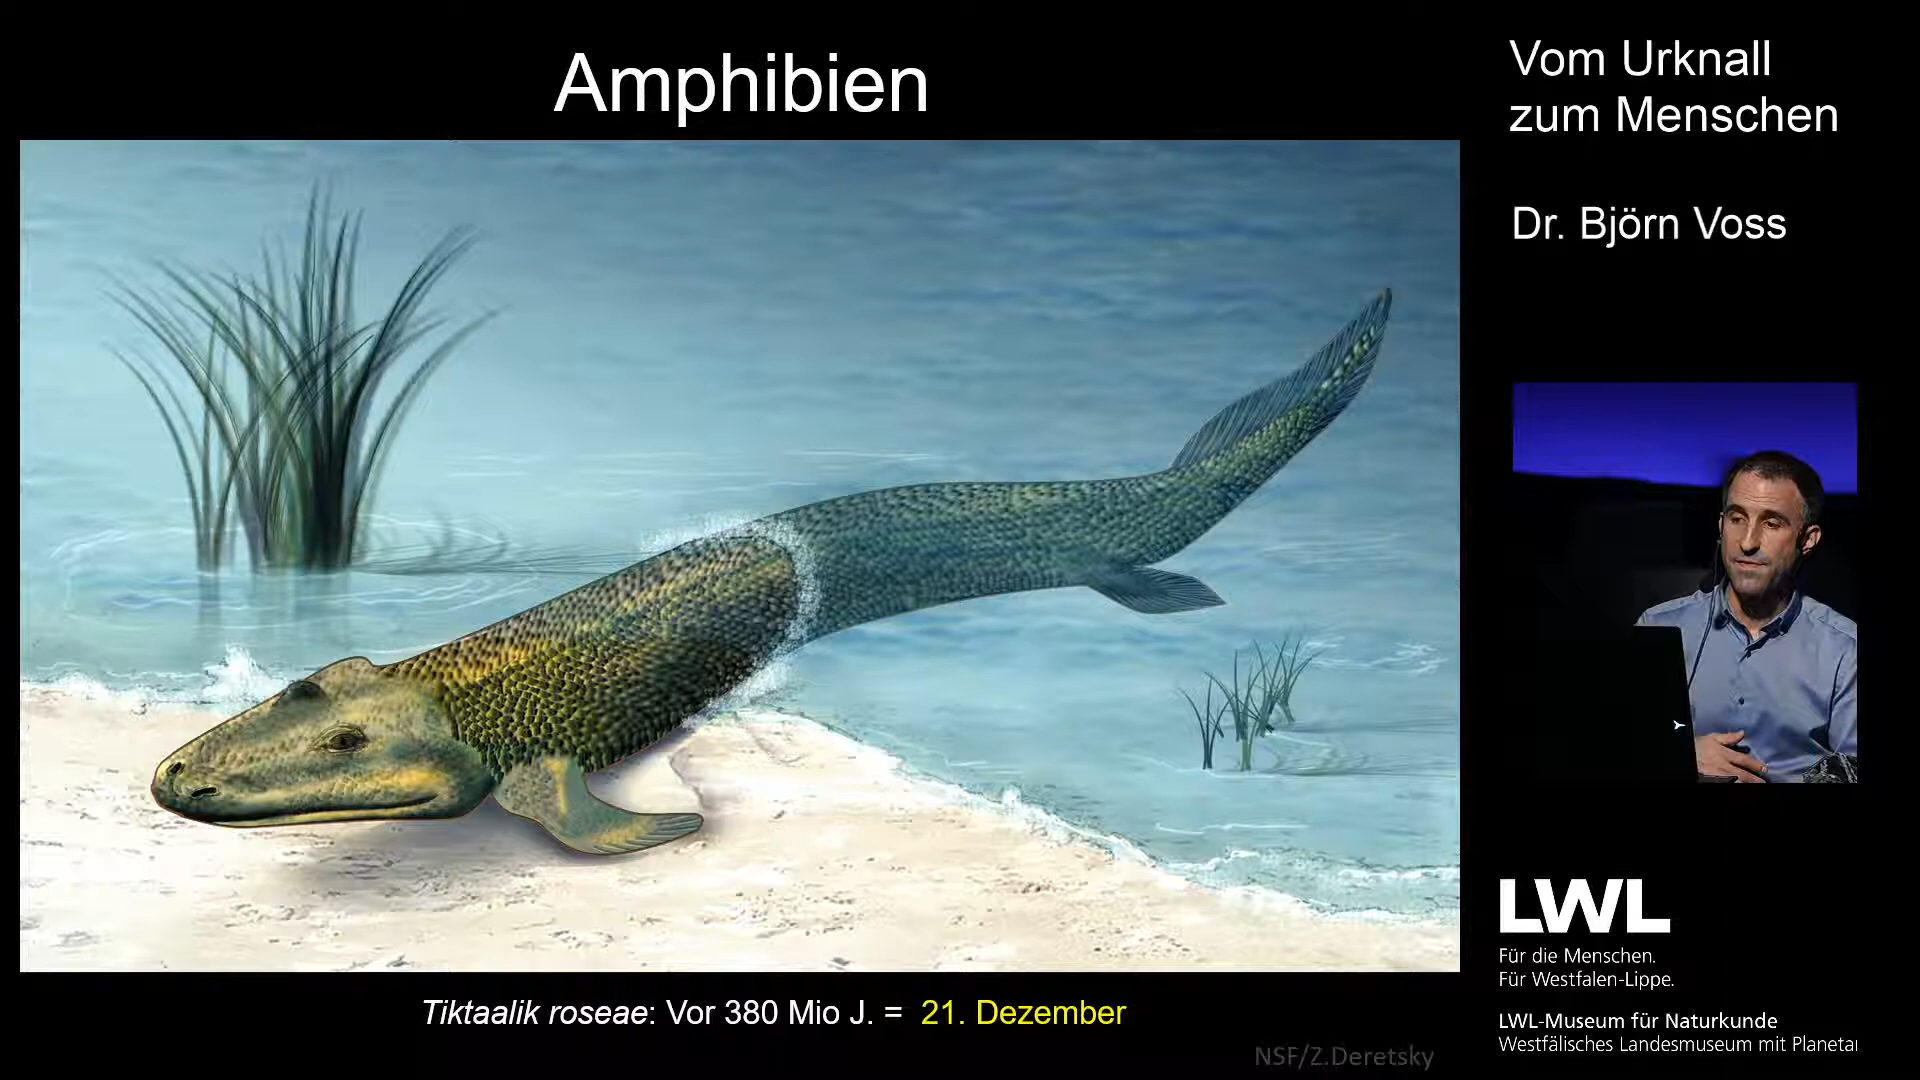 Amphibien
Tiktaalik roseae: Vor 380 Mio J. = 21. Dezember
NSF/Z.Deretsky
Vom Urknall
zum Menschen
Dr. Björn Voss
LWL
Für die Menschen.
Für Westfalen-Lippe.
LWL-Museum für Naturkunde
Westfälisches Landesmuseum mit Planetar